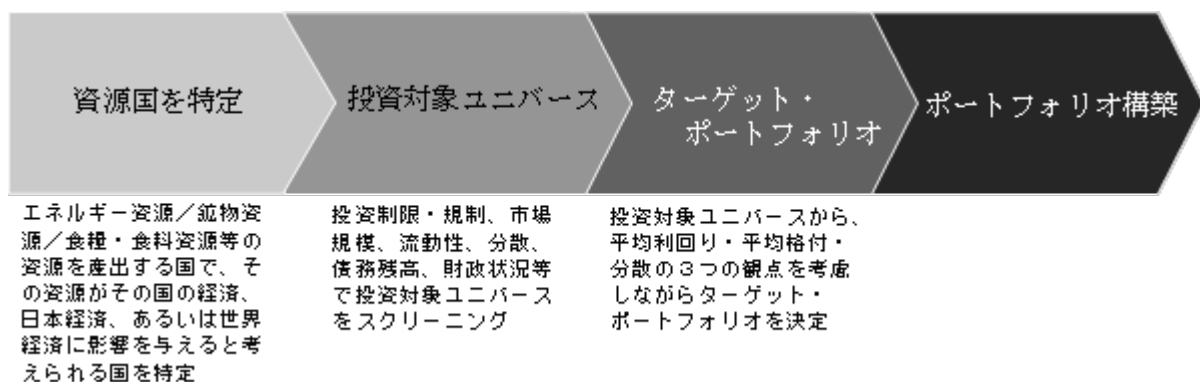 資源国を特定
投資対象ユニバース
ターゲット・
ポートフォリオ
ポートフォリオ構築
エネルギー資源／鉱物資
源／食糧・食料資源等の
資源を産出する国で、そ
の資源がその国の経済、
日本経済、あるいは世界
経済に影響を与えると考
えられる国を特定
投資制限・規制、市場
規模、流動性、分散、
債務残高、財政状況等
で投資対象ユニバース
をスクリーニング
投資対象ユニバースから、
平均利回り・平均格付・
分散の３つの観点を考慮
しながらターゲット・
ポートフォリオを決定